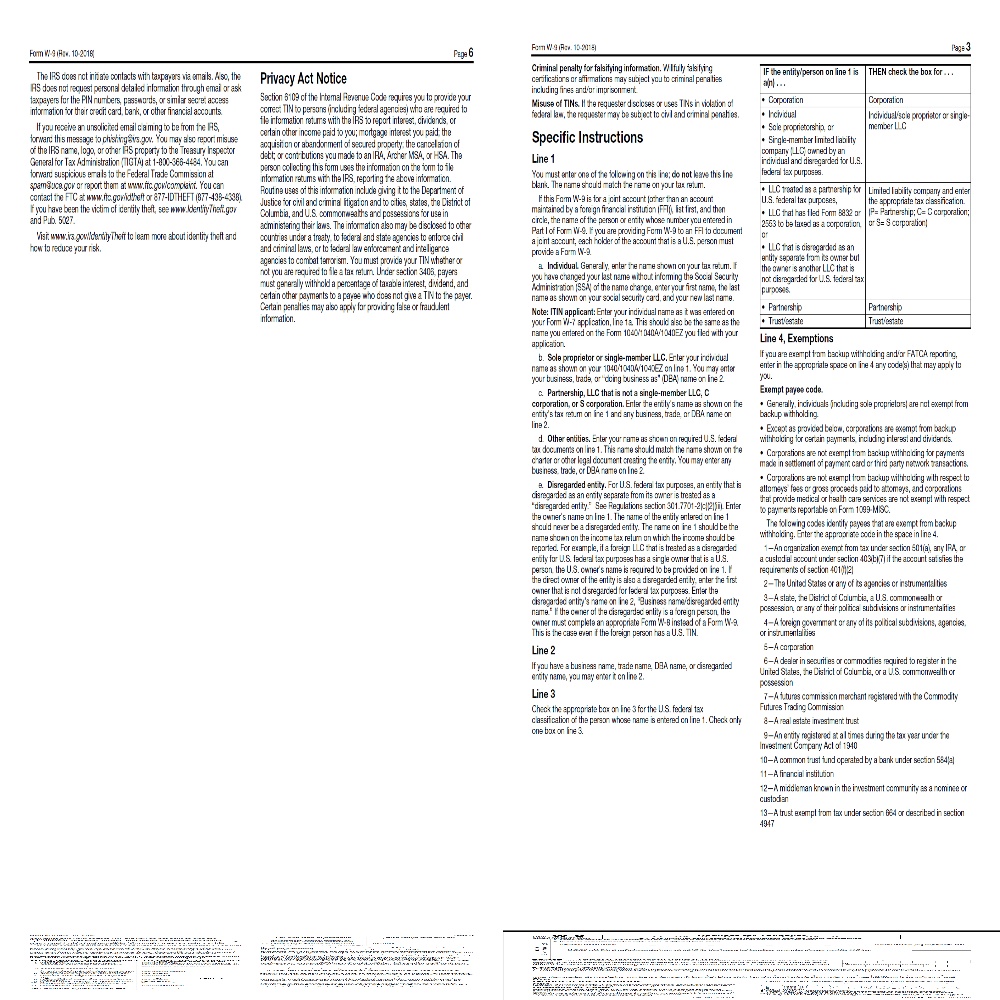 Form W-9 (Rev. 10-2018)
Page 6
The IRS does not initiate contacts with taxpayers via emails. Also, the
IRS does not request personal detailed information through email or ask
taxpayers for the PIN numbers, passwords, or similar secret access
information for their credit card, bank, or other financial accounts.
If you receive an unsolicited email claiming to be from the IRS,
forward this message to phishing@irs.gov. You may also report misuse
of the IRS name, logo, or other IRS property to the Treasury Inspector
General for Tax Administration (TIGTA) at 1-800-366-4484. You can
forward suspicious emails to the Federal Trade Commission at
spam@uce.gov or report them at www.ftc.gov/complaint. You can
contact the FTC at www.ftc.gov/idtheft or 877-IDTHEFT (877-438-4338).
If you have been the victim of identity theft, see www.IdentityTheft.gov
and Pub. 5027.
Visit www.irs.gov/IdentityTheft to learn more about identity theft and
how to reduce your risk.
Privacy Act Notice
Section 6109 of the Internal Revenue Code requires you to provide your
correct TIN to persons (including federal agencies) who are required to
file information returns with the IRS to report interest, dividends, or
certain other income paid to you; mortgage interest you paid; the
acquisition or abandonment of secured property; the cancellation of
debt; or contributions you made to an IRA, Archer MSA, or HSA. The
person collecting this form uses the information on the form to file
information returns with the IRS, reporting the above information.
Routine uses of this information include giving it to the Department of
Justice for civil and criminal litigation and to cities, states, the District of
Columbia, and U.S. commonwealths and possessions for use in
administering their laws. The information also may be disclosed to other
countries under a treaty, to federal and state agencies to enforce civil
and criminal laws, or to federal law enforcement and intelligence
agencies to combat terrorism. You must provide your TIN whether or
not you are required to file a tax return. Under section 3406, payers
must generally withhold a percentage of taxable interest, dividend, and
certain other payments to a payee who does not give a TIN to the payer.
Certain penalties may also apply for providing false or fraudulent
information.
Form W-9 (Rev. 10-2018)
Page 3
Criminal penalty for falsifying information. Willfully falsifying
certifications or affirmations may subject you to criminal penalties
including fines and/or imprisonment.
Misuse of TINs. If the requester discloses or uses TINs in violation of
federal law, the requester may be subject to civil and criminal penalties.
Specific Instructions
Line 1
You must enter one of the following on this line; do not leave this line
blank. The name should match the name on your tax return.
If this Form W-9 is for a joint account (other than an account
maintained by a foreign financial institution (FFI), list first, and then
circle, the name of the person or entity whose number you entered in
Part I of Form W-9. If you are providing Form W-9 to an FFI to document
a joint account, each holder of the account that is a U.S. person must
provide a Form W-9.
a. Individual. Generally, enter the name shown on your tax return. If
you have changed your last name without informing the Social Security
Administration (SSA) of the name change, enter your first name, the last
name as shown on your social security card, and your new last name.
Note: ITIN applicant: Enter your individual name as it was entered on
your Form W-7 application, line 1a. This should also be the same as the
name you entered on the Form 1040/1040A/1040EZ you filed with your
application.
b. Sole proprietor or single-member LLC. Enter your individual
name as shown on your 1040/1040A/1040EZ on line 1. You may enter
your business, trade, or “doing business as” (DBA) name on line 2.
c. Partnership, LLC that is not a single-member LLC, C
corporation, or S corporation. Enter the entity's name as shown on the
entity's tax return on line 1 and any business, trade, or DBA name on
line 2.
d. Other entities. Enter your name as shown on required U.S. federal
tax documents on line 1. This name should match the name shown on the
charter or other legal document creating the entity. You may enter any
business, trade, or DBA name on line 2.
e. Disregarded entity. For U.S. federal tax purposes, an entity that is
disregarded as an entity separate from its owner is treated as a
“disregarded entity.” See Regulations section 301.7701-2(c)(2)(iii). Enter
the owner's name on line 1. The name of the entity entered on line 1
should never be a disregarded entity. The name on line 1 should be the
name shown on the income tax return on which the income should be
reported. For example, if a foreign LLC that is treated as a disregarded
entity for U.S. federal tax purposes has a single owner that is a U.S.
person, the U.S. owner's name is required to be provided on line 1. If
the direct owner of the entity is also a disregarded entity, enter the first
owner that is not disregarded for federal tax purposes. Enter the
disregarded entity's name on line 2, “Business name/disregarded entity
name.” If the owner of the disregarded entity is a foreign person, the
owner must complete an appropriate Form W-8 instead of a Form W-9.
This is the case even if the foreign person has a U.S. TIN.
Line 2
If you have a business name, trade name, DBA name, or disregarded
entity name, you may enter it on line 2.
Line 3
Check the appropriate box on line 3 for the U.S. federal tax
classification of the person whose name is entered on line 1. Check only
one box on line 3.
IF the entity/person on line 1 is
a(n) . . .
THEN check the box for . . .
• Corporation
Corporation
• Individual
• Sole proprietorship, or
• Single-member limited liability
company (LLC) owned by an
individual and disregarded for U.S.
federal tax purposes.
Individual/sole proprietor or single-
member LLC
• LLC treated as a partnership for
U.S. federal tax purposes,
• LLC that has filed Form 8832 or
2553 to be taxed as a corporation,
or
• LLC that is disregarded as an
entity separate from its owner but
the owner is another LLC that is
not disregarded for U.S. federal tax
purposes.
Limited liability company and enter
the appropriate tax classification.
(P= Partnership; C= C corporation;
or S= S corporation)
• Partnership
Partnership
• Trust/estate
Trust/estate
Line 4, Exemptions
If you are exempt from backup withholding and/or FATCA reporting,
enter in the appropriate space on line 4 any code(s) that may apply to
you.
Exempt payee code.
• Generally, individuals (including sole proprietors) are not exempt from
backup withholding.
• Except as provided below, corporations are exempt from backup
withholding for certain payments, including interest and dividends.
• Corporations are not exempt from backup withholding for payments
made in settlement of payment card or third party network transactions.
• Corporations are not exempt from backup withholding with respect to
attorneys' fees or gross proceeds paid to attorneys, and corporations
that provide medical or health care services are not exempt with respect
to payments reportable on Form 1099-MISC.
The following codes identify payees that are exempt from backup
withholding. Enter the appropriate code in the space in line 4.
1—An organization exempt from tax under section 501(a), any IRA, or
a custodial account under section 403(b)(7) if the account satisfies the
requirements of section 401(f)(2)
2—The United States or any of its agencies or instrumentalities
3—A state, the District of Columbia, a U.S. commonwealth or
possession, or any of their political subdivisions or instrumentalities
4—A foreign government or any of its political subdivisions, agencies,
or instrumentalities
5—A corporation
6—A dealer in securities or commodities required to register in the
United States, the District of Columbia, or a U.S. commonwealth or
possession
7—A futures commission merchant registered with the Commodity
Futures Trading Commission
8—A real estate investment trust
9—An entity registered at all times during the tax year under the
Investment Company Act of 1940
10—A common trust fund operated by a bank under section 584(a)
11—A financial institution
12—A middleman known in the investment community as a nominee or
custodian
13—A trust exempt from tax under section 664 or described in section
4947